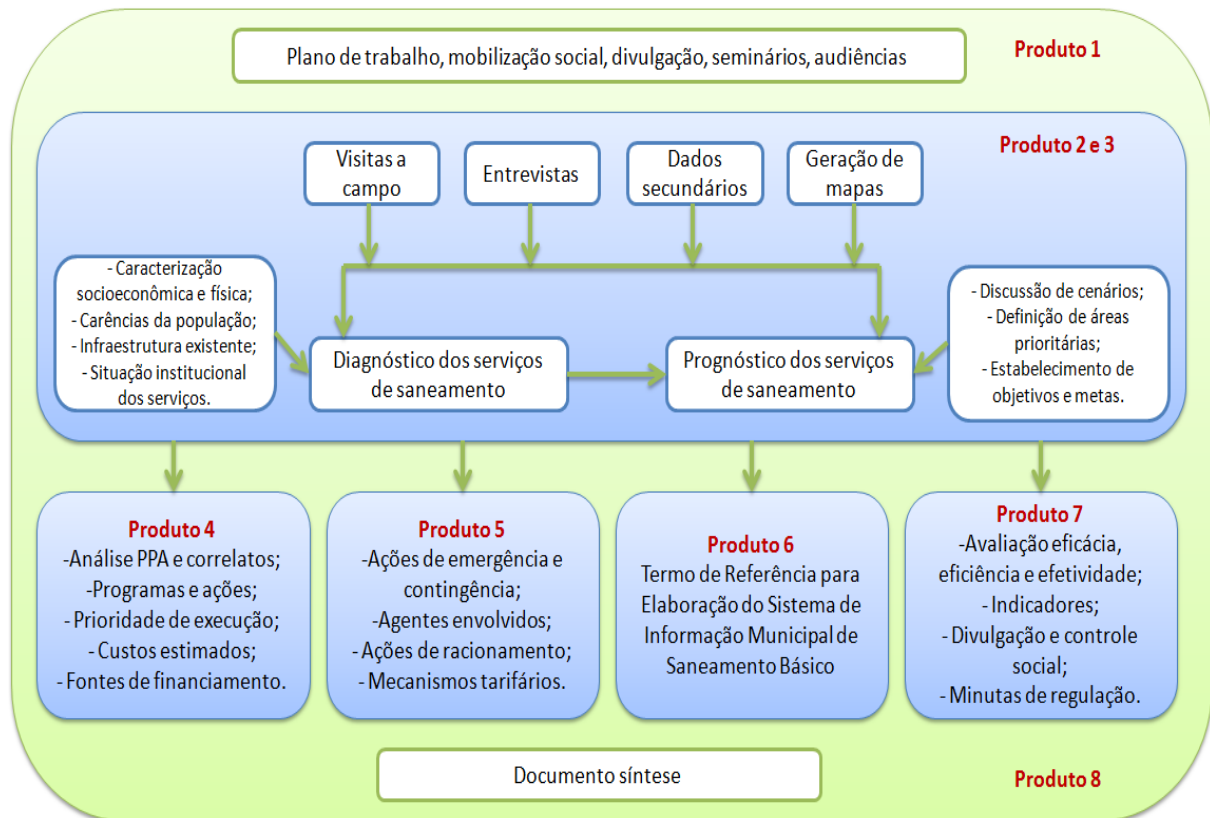 Plano de trabalho, mobilização social, divulgação, seminários, audiências
Produto 1
Produto 2 e 3
Visitas a
campo
Entrevistas
Dados
secundários
Geração de
mapas
- Caracterização
socioeconômica e física;
- Carências da população;
- Infraestrutura existente;
- Situação institucional
dos serviços.
Diagnóstico dos serviços
de saneamento
Prognóstico dos serviços
de saneamento
- Discussão de cenários;
- Definição de áreas
prioritárias;
- Estabelecimento de
objetivos e metas.
Produto 4
-Análise PPA e correlatos;
-Programas e ações;
- Prioridade de execução;
- Custos estimados;
- Fontes de financiamento.
Produto 5
-Ações de emergência e
contingência;
-Agentes envolvidos;
- Ações de racionamento;
- Mecanismos tarifários.
Produto 6
Termo de Referência para
Elaboração do Sistema de
Informação Municipal de
Saneamento Básico
Produto 7
-Avaliação eficácia,
eficiência e efetividade;
- Indicadores;
- Divulgação e controle
social;
- Minutas de regulação.
Documento síntese
Produto 8